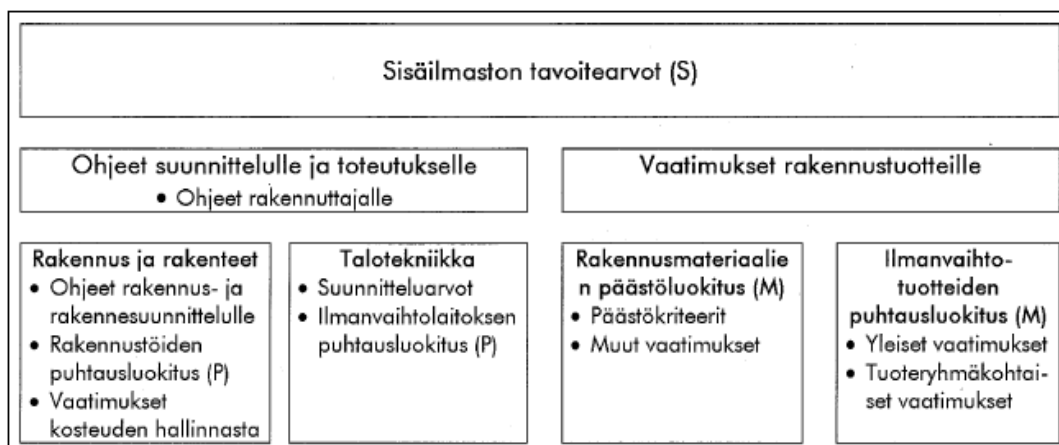 Sisäilmaston tavoitearvot (S)
Ohjeet suunnittelulle ja toteutukselle
• Ohjeet rakennuttajalle
Vaatimukset rakennustuotteille
Rakennus ja rakenteet
• Ohjeet rakennus- ja
rakennesuunnittelulle
• Rakennustöiden
puhtausluokitus (P)
• Vaatimukset
kosteuden hallinnasta
Talotekniikka
• Suunnitteluarvot
• Ilmanvaihtolaitoksen
puhtausluokitus (P)
Rakennusmateriaalie
n päästöluokitus (M)
• Päästökriteerit
• Muut vaatimukset
Ilmanvaihto-
tuotteiden
puhtausluokitus (M)
• Yleiset vaatimukset
• Tuoteryhmäkohtai-
set vaatimukset